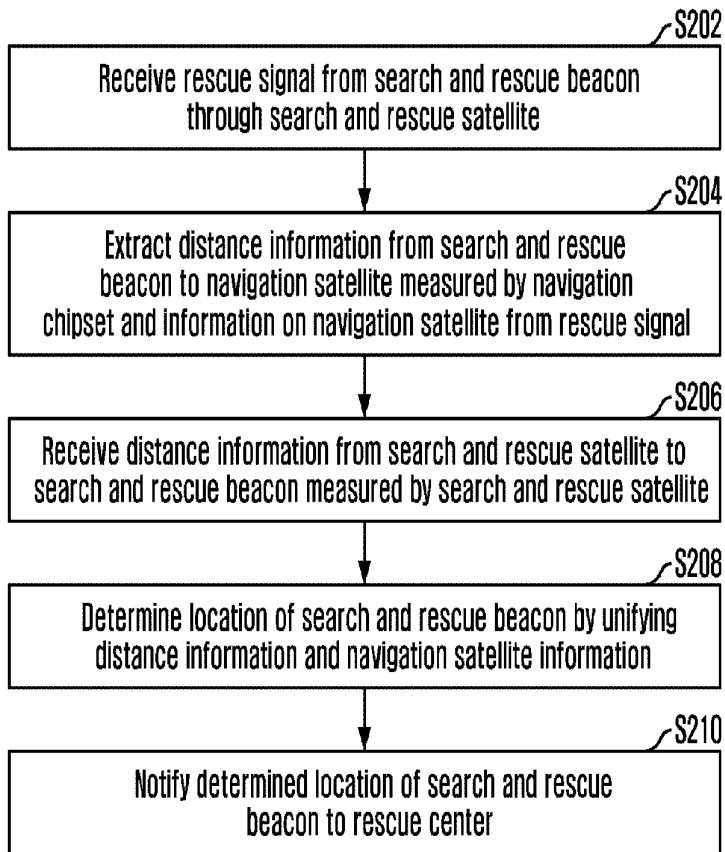 S202
Receive rescue signal from search and rescue beacon
through search and rescue satellite
S204
Extract distance information from search and rescue
beacon to navigation satellite measured by navigation
chipset and information on navigation satellite from rescue signal
S206
Receive distance information from search and rescue satellite to
search and rescue beacon measured by search and rescue satellite
S208
Determine location of search and rescue beacon by unifying
distance information and navigation satellite information
S210
Notify determined location of search and rescue
beacon to rescue center